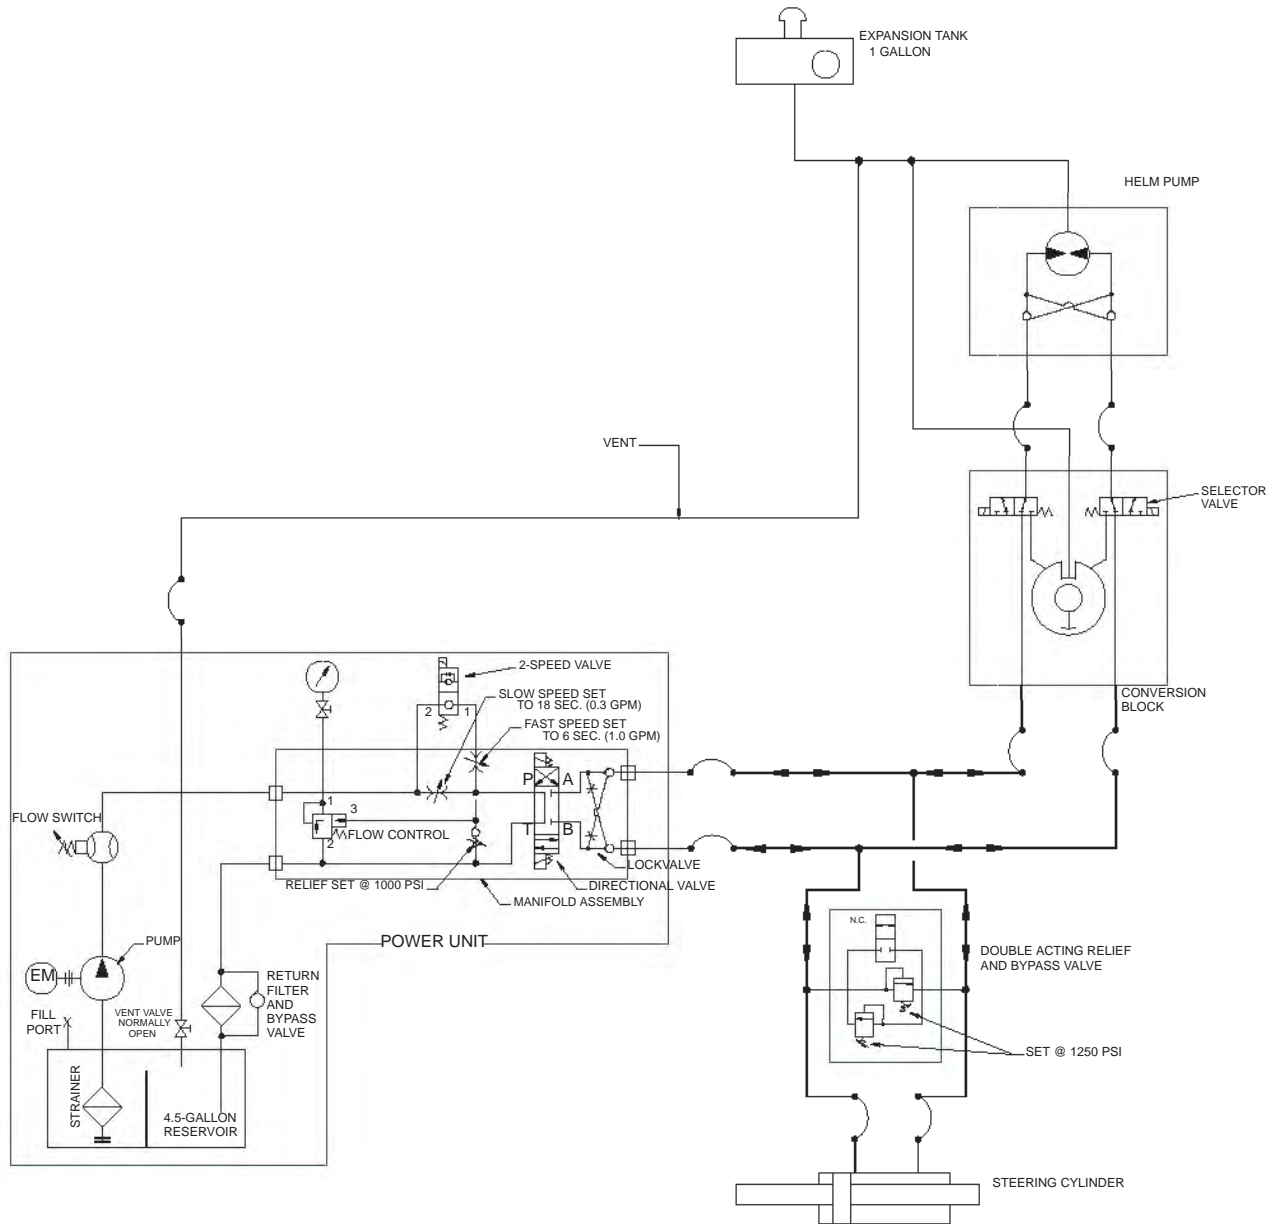 EXPANSION TANK
1 GALLON
HELM PUMP
VENT
SELECTOR
VALVE
CONVERSION
BLOCK
2-SPEED VALVE
SLOW SPEED SET
TO 18 SEC. (0.3 GPM)
2
1
FAST SPEED SET
TO 6 SEC. (1.0 GPM)
P
A
1
3
FLOW SWITCH
FLOW CONTROL
T
B
2
LOCKVALVE
RELIEF SET @ 1000 PSI
DIRECTIONAL VALVE
MANIFOLD ASSEMBLY
N.C.
PUMP
POWER UNIT
DOUBLE ACTING RELIEF
AND BYPASS VALVE
EM
RETURN
FILTER
AND
BYPASS
VALVE
FILL
PORT
VENT VALVE
NORMALLY
OPEN
SET @ 1250 PSI
STRAINER
4.5-GALLON
RESERVOIR
STEERING CYLINDER